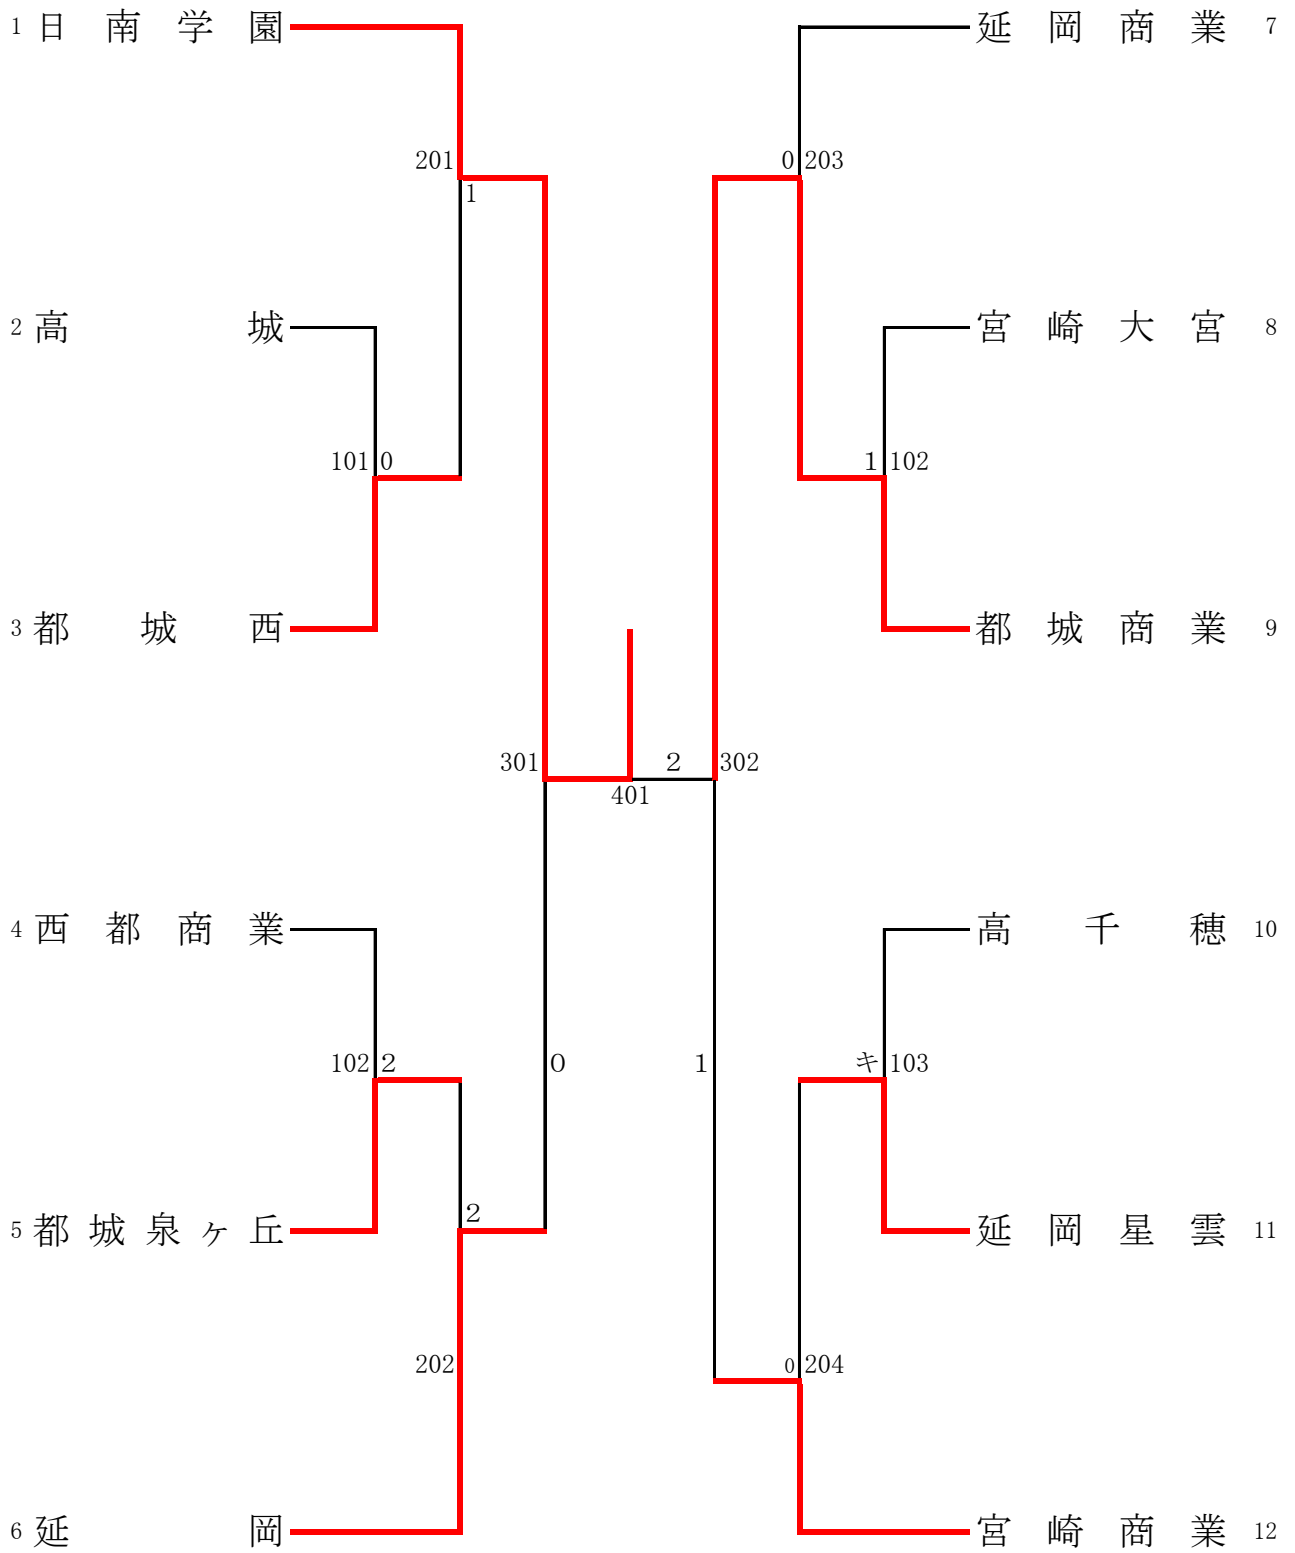 1 日南学園
延岡商業 7
201
1
0 203
2 高城
宮崎大宮 8
101 0
1 102
3 都城西
都城商業 9
301
2
302
401
4 西都商業
高千穂 10
102 2
0
1
キ 103
5 都城泉ヶ丘
2
延岡星雲 11
202
0 204
6 延岡
宮崎商業 12